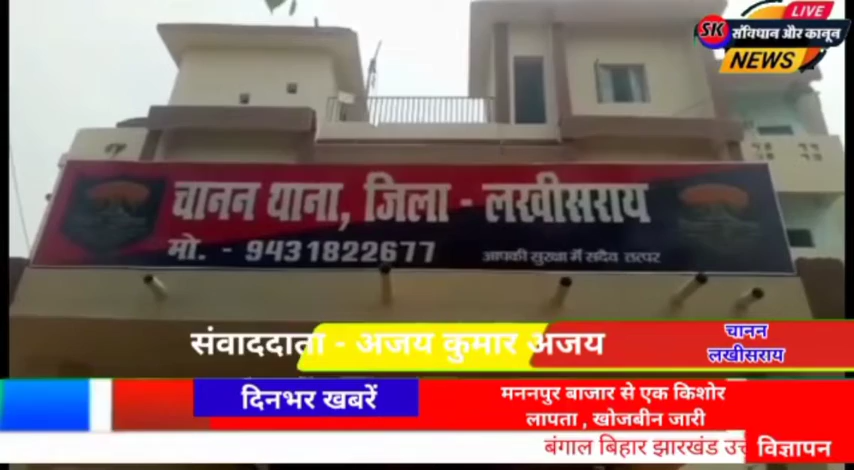 LIVE
SK संविधान और कानून
NEWS
चानन थाना, जिला - लखीसराय
मो. - 9431822677 आपकी सुरक्षा में सदैव तत्पर
संवाददाता - अजय कुमार अजय
चानन
लखीसराय
दिनभर खबरें
मननपुर बाजार से एक किशोर
लापता , खोजबीन जारी
बंगाल बिहार झारखंड
विज्ञापन